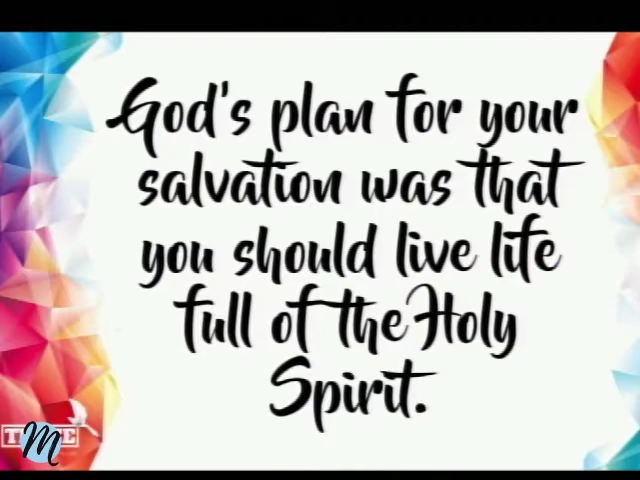 God's plan for your
salvation was that
you should live life
full of the Holy
Spirit.
M